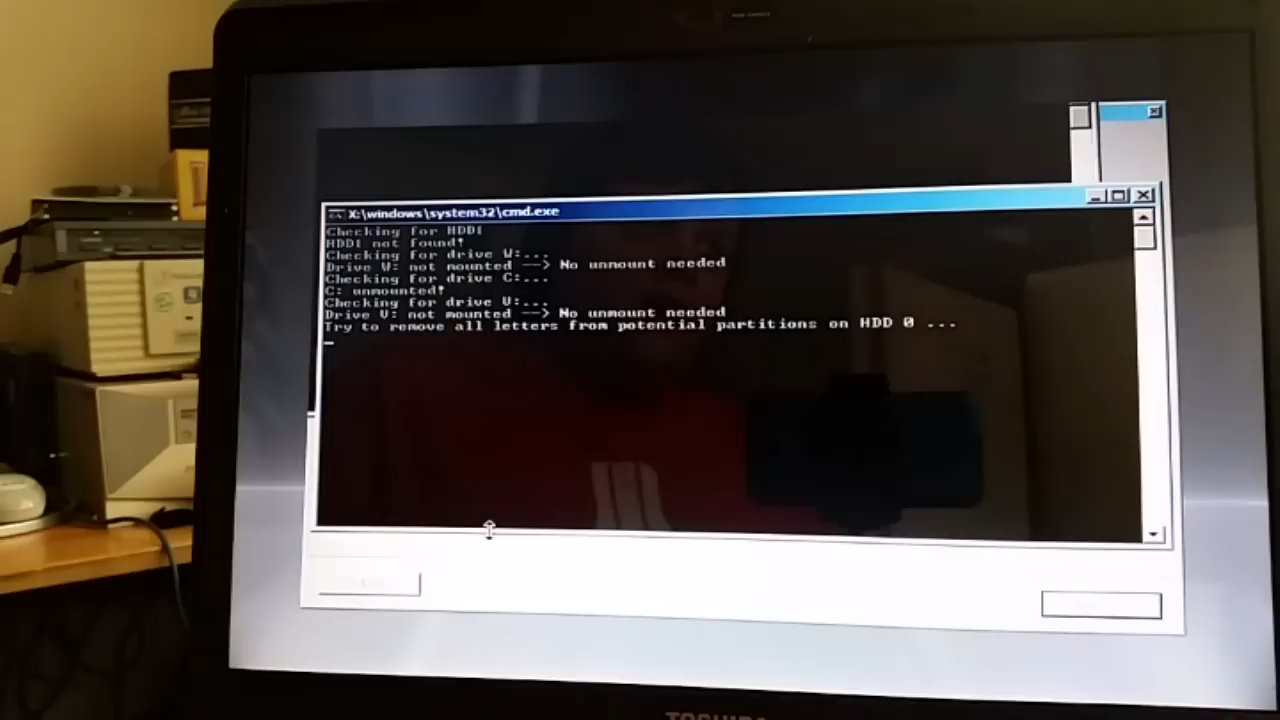 X:\windows\system32\cmd.exe
Checking for HDD1
HDD1 not found!
Checking for drive W:...
Drive W: not mounted --> No unmount needed
Checking for drive C:...
C: unmounted!
Checking for drive V:...
Drive V: not mounted --> No unmount needed
Try to remove all letters from potential partitions on HDD 0 ...
TOSHIBA